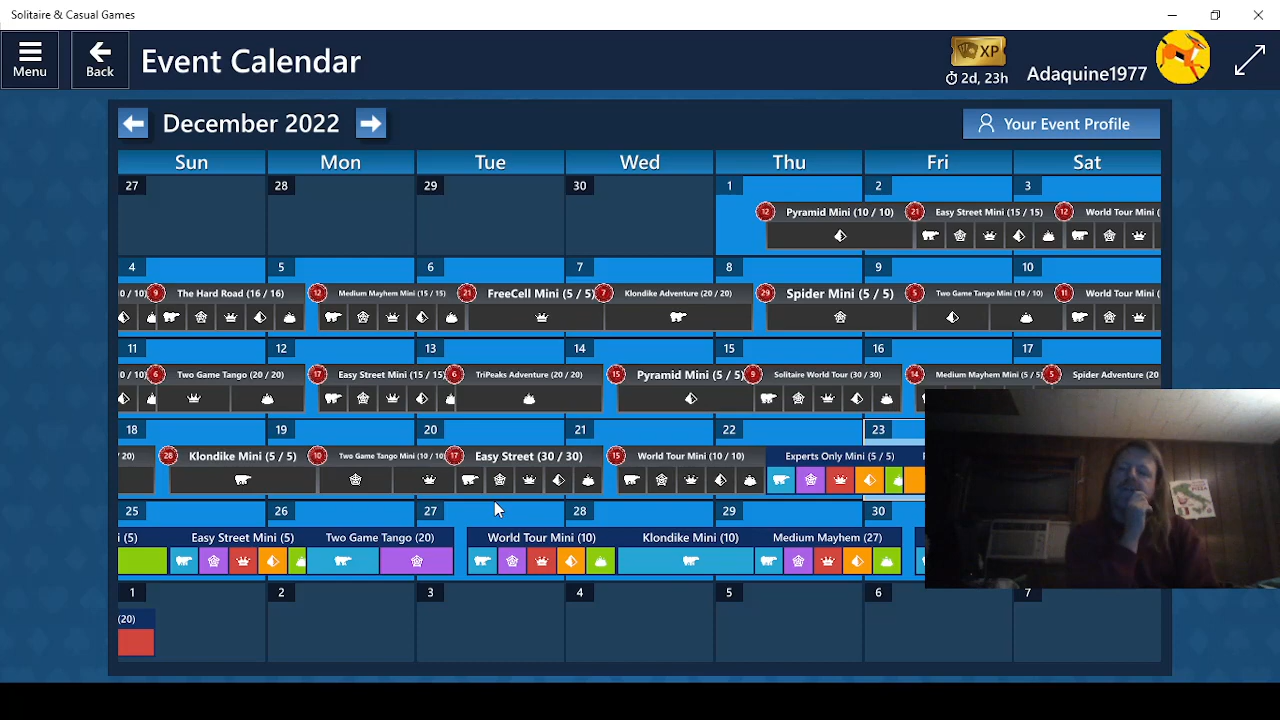 Solitaire & Casual Games
Menu
Back
Event Calendar
XP
2d, 23h
Adaquine1977
December 2022
Your Event Profile
Sun Mon Tue Wed Thu Fri Sat
27 28 29 30 1 2 3
12 Pyramid Mini (10 / 10) 21 Easy Street Mini (15 / 15) 12 World Tour Mini (
4 5 6 7 8 9 10
0 / 10) 9 The Hard Road (16 / 16) 12 Medium Mayhem Mini (15 / 15) 21 FreeCell Mini (5 / 5) 7 Klondike Adventure (20 / 20) 29 Spider Mini (5 / 5) 5 Two Game Tango Mini (10 / 10) 11 World Tour Mini (
11 12 13 14 15 16 17
0 / 10) 6 Two Game Tango (20 / 20) 17 Easy Street Mini (15 / 15) 6 TriPeaks Adventure (20 / 20) 15 Pyramid Mini (5 / 5) 9 Solitaire World Tour (30 / 30) 14 Medium Mayhem Mini (5 / 5) 5 Spider Adventure (20
18 19 20 21 22 23
/ 20) 28 Klondike Mini (5 / 5) 10 Two Game Tango Mini (10 / 10) 17 Easy Street (30 / 30) 15 World Tour Mini (10 / 10) Experts Only Mini (5 / 5)
25 26 27 28 29 30
i (5) Easy Street Mini (5) Two Game Tango (20) World Tour Mini (10) Klondike Mini (10) Medium Mayhem (27)
1 2 3 4 5 6 7
(20)